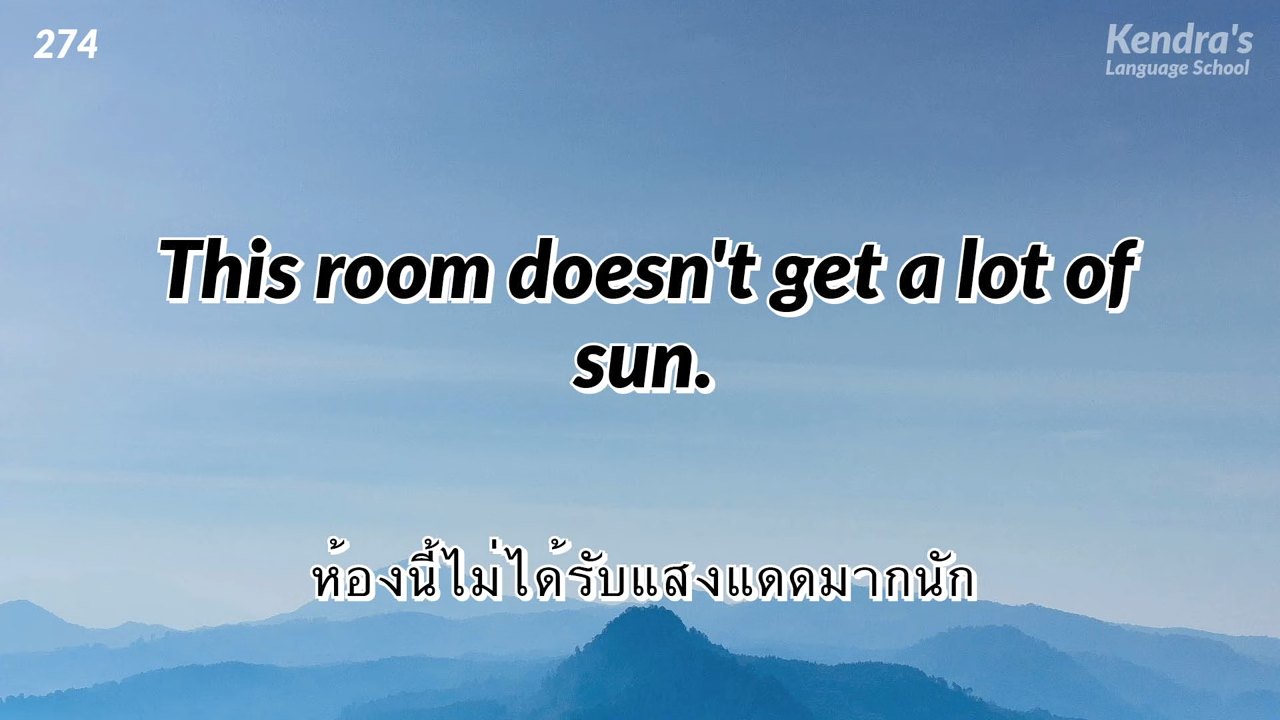 274
Kendra's
Language School
This room doesn't get a lot of
sun.
ห้องนี้ไม่ได้รับแสงแดดมากนัก